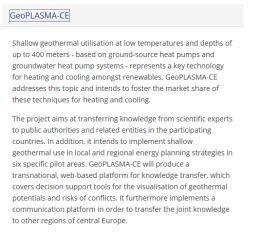 GeoPLASMA-CE
Shallow geothermal utilisation at low temperatures and depths of
up to 400 meters - based on ground-source heat pumps and
groundwater heat pump systems - represents a key technology
for heating and cooling amongst renewables. GeoPLASMA-CE
addresses this topic and intends to foster the market share of
these techniques for heating and cooling.
The project aims at transferring knowledge from scientific experts
to public authorities and related entities in the participating
countries. In addition, it intends to implement shallow
geothermal use in local and regional energy planning strategies in
six specific pilot areas. GeoPLASMA-CE will produce a
transnational, web-based platform for knowledge transfer, which
covers decision support tools for the visualisation of geothermal
potentials and risks of conflicts. It furthermore implements a
communication platform in order to transfer the joint knowledge
to other regions of central Europe.